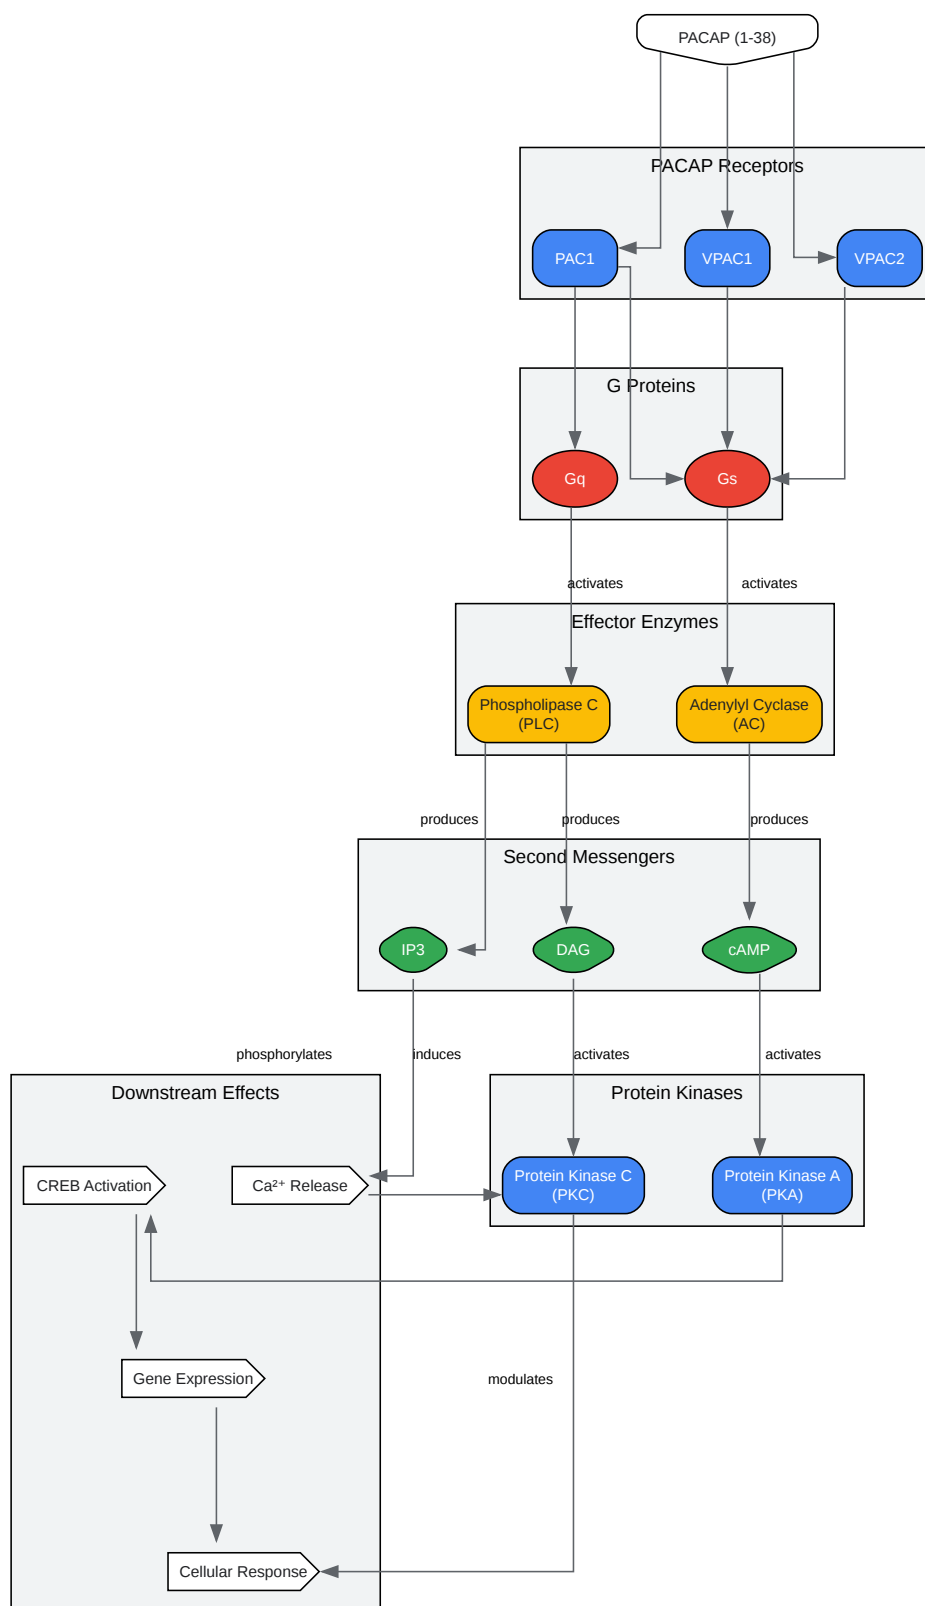 PACAP (1-38)
PACAP Receptors
PAC1
VPAC1
VPAC2
G Proteins
Gq
Gs
activates
activates
Effector Enzymes
Phospholipase C
(PLC)
Adenylyl Cyclase
(AC)
produces
produces
produces
Second Messengers
IP3
DAG
cAMP
phosphorylates
induces
activates
activates
Downstream Effects
Protein Kinases
CREB Activation
Ca²⁺ Release
Protein Kinase C
(PKC)
Protein Kinase A
(PKA)
Gene Expression
modulates
Cellular Response